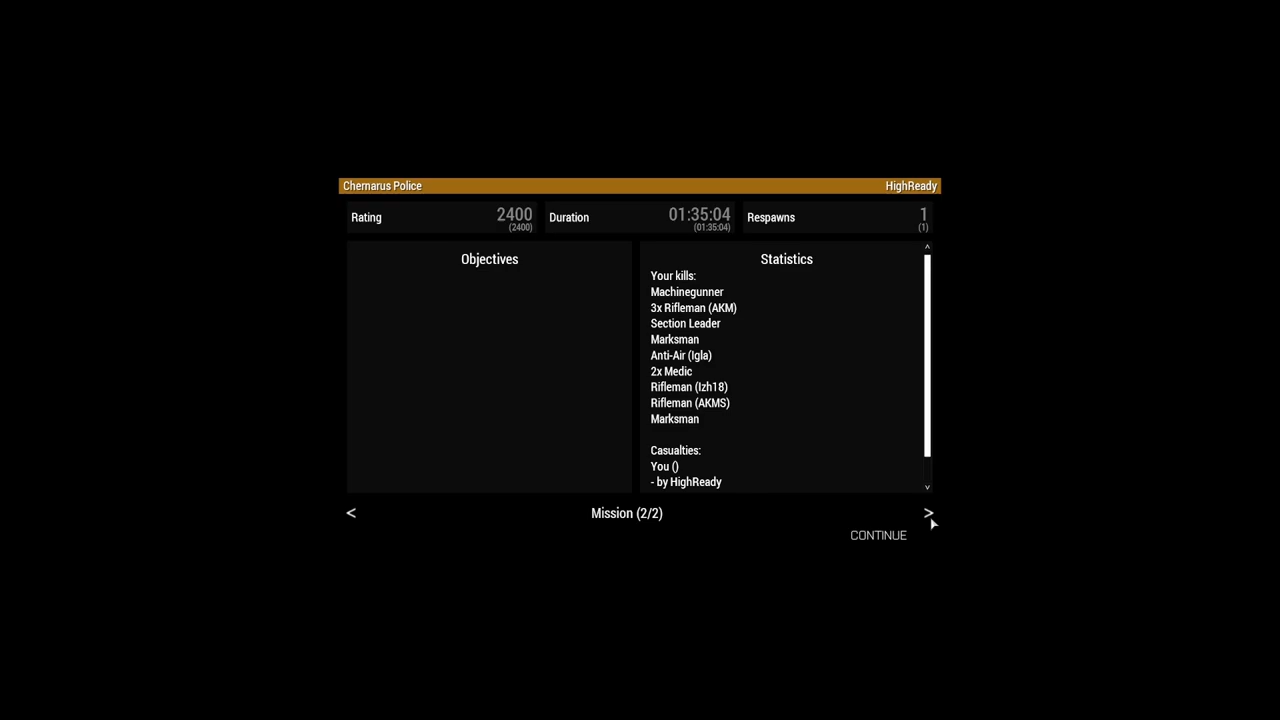 Chernarus Police HighReady
Rating 2400 Duration 01:35:04 Respawns 1
(2400) (01:35:04) (1)
Objectives
Statistics
Your kills:
Machinegunner
3x Rifleman (AKM)
Section Leader
Marksman
Anti-Air (Igla)
2x Medic
Rifleman (Izh18)
Rifleman (AKMS)
Marksman
Casualties:
You ()
- by HighReady
< Mission (2/2) >
CONTINUE